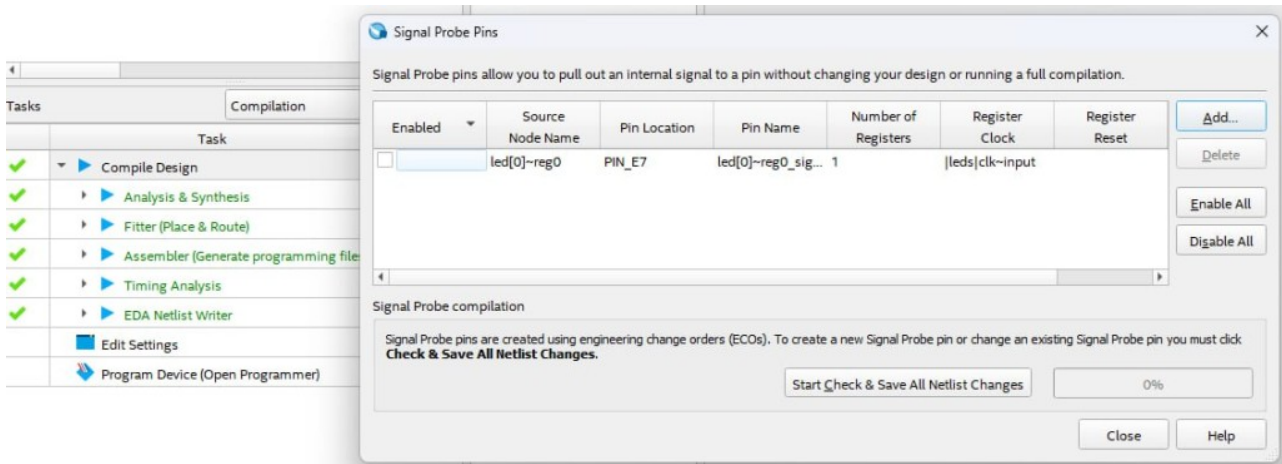 Signal Probe Pins
Signal Probe pins allow you to pull out an internal signal to a pin without changing your design or running a full compilation.
Tasks
Compilation
Task
Compile Design
Analysis & Synthesis
Fitter (Place & Route)
Assembler (Generate programming file
Timing Analysis
EDA Netlist Writer
Edit Settings
Program Device (Open Programmer)
Enabled
Source
Node Name
Pin Location
Pin Name
Number of
Registers
Register
Clock
Register
Reset
led[0]~reg0 PIN_E7 led[0]~reg0_sig... 1 |leds|clk~input
Add...
Delete
Enable All
Disable All
Signal Probe compilation
Signal Probe pins are created using engineering change orders (ECOs). To create a new Signal Probe pin or change an existing Signal Probe pin you must click
Check & Save All Netlist Changes.
Start Check & Save All Netlist Changes
0%
Close
Help